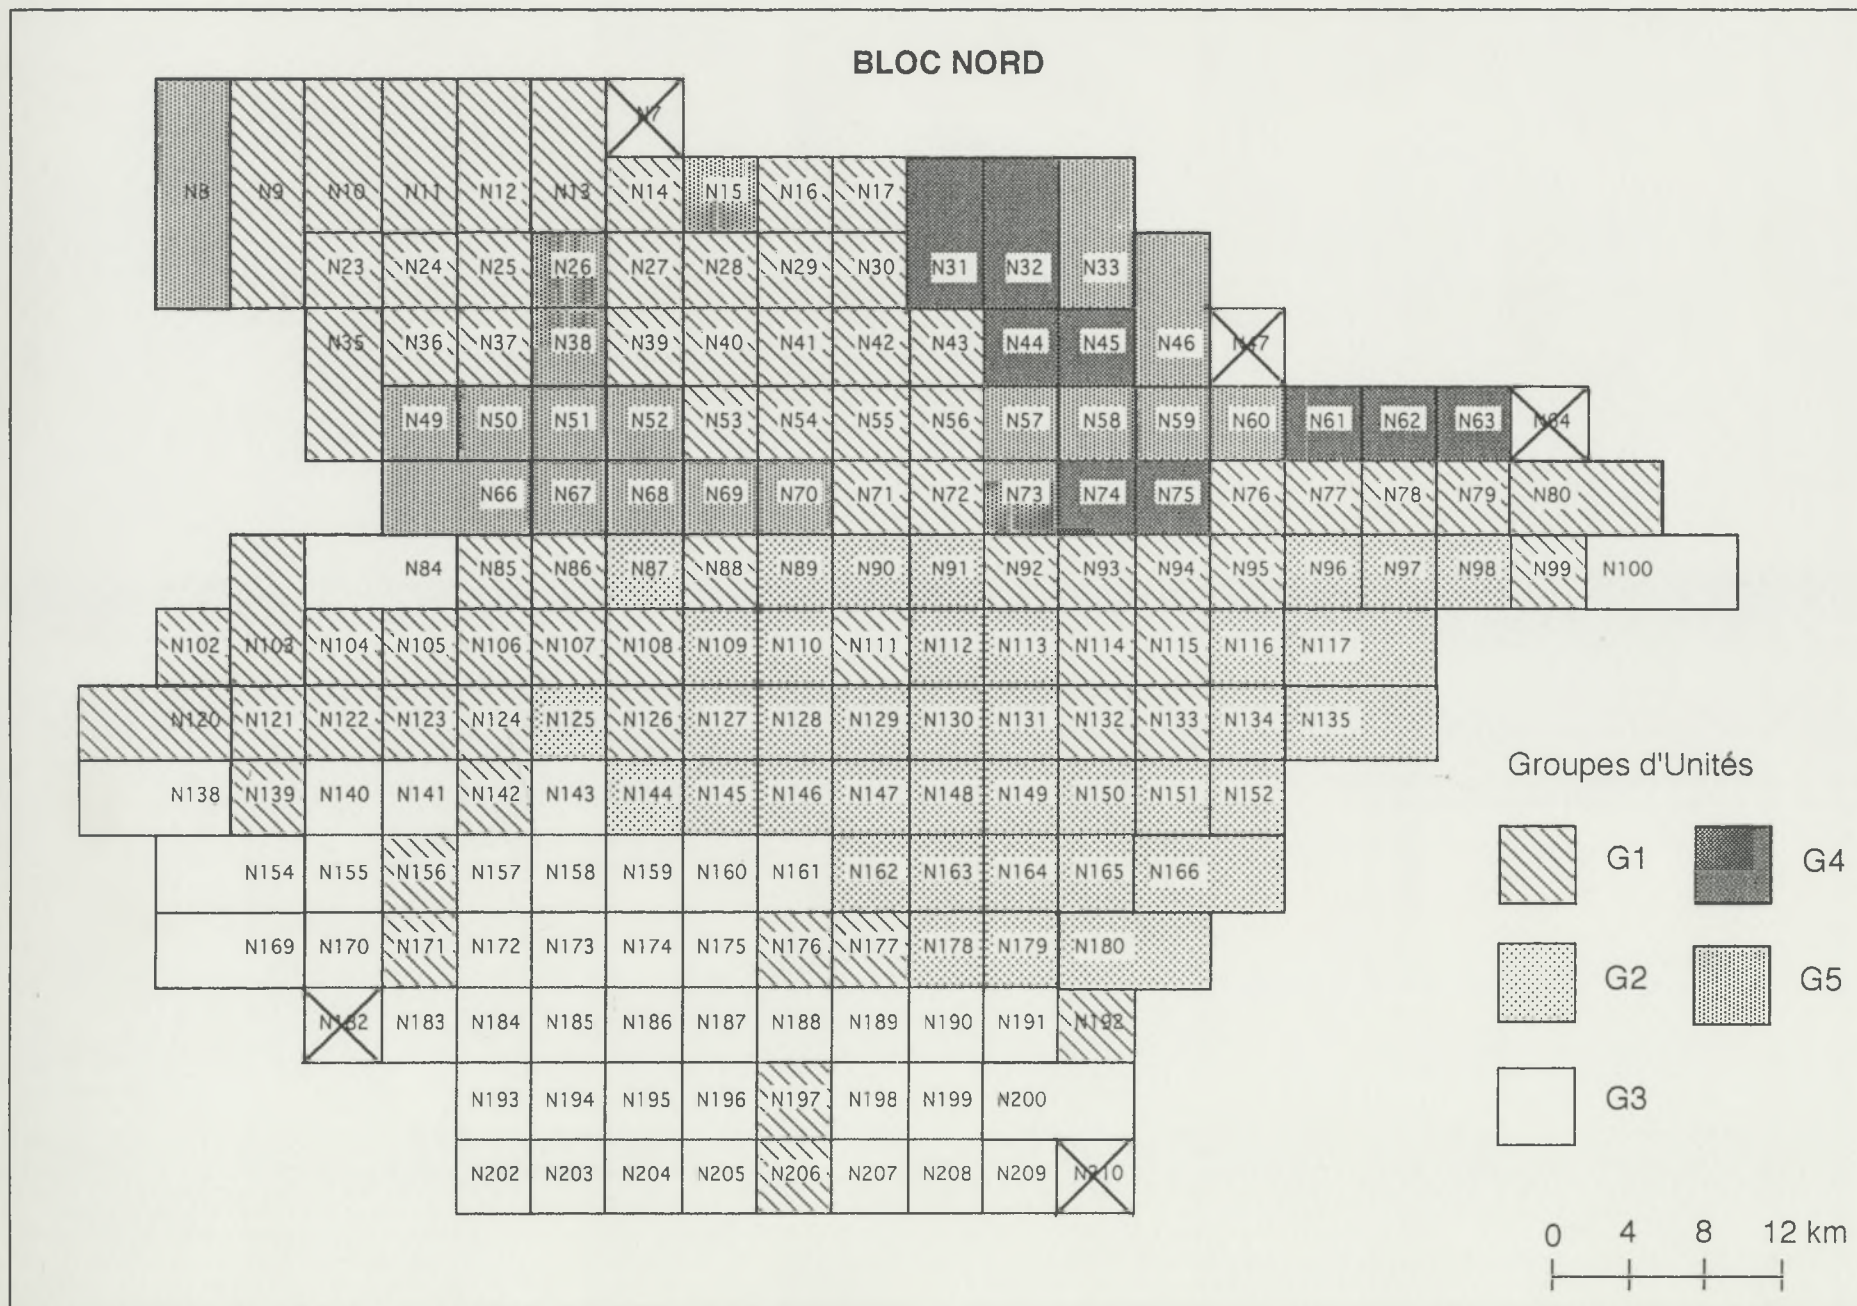 BLOC NORD
N7
N8 N9 N10 N11 N12 N13 N14 N15 N16 N17
N23 N24 N25 N26 N27 N28 N29 N30 N31 N32 N33
N35 N36 N37 N38 N39 N40 N41 N42 N43 N44 N45 N46 N47
N49 N50 N51 N52 N53 N54 N55 N56 N57 N58 N59 N60 N61 N62 N63 N64
N66 N67 N68 N69 N70 N71 N72 N73 N74 N75 N76 N77 N78 N79 N80
N84 N85 N86 N87 N88 N89 N90 N91 N92 N93 N94 N95 N96 N97 N98 N99 N100
N102 N103 N104 N105 N106 N107 N108 N109 N110 N111 N112 N113 N114 N115 N116 N117
N120 N121 N122 N123 N124 N125 N126 N127 N128 N129 N130 N131 N132 N133 N134 N135
N138 N139 N140 N141 N142 N143 N144 N145 N146 N147 N148 N149 N150 N151 N152
N154 N155 N156 N157 N158 N159 N160 N161 N162 N163 N164 N165 N166
N169 N170 N171 N172 N173 N174 N175 N176 N177 N178 N179 N180
N182 N183 N184 N185 N186 N187 N188 N189 N190 N191 N192
N193 N194 N195 N196 N197 N198 N199 N200
N202 N203 N204 N205 N206 N207 N208 N209 N210
Groupes d'Unités
G1 G4
G2 G5
G3
0 4 8 12 km